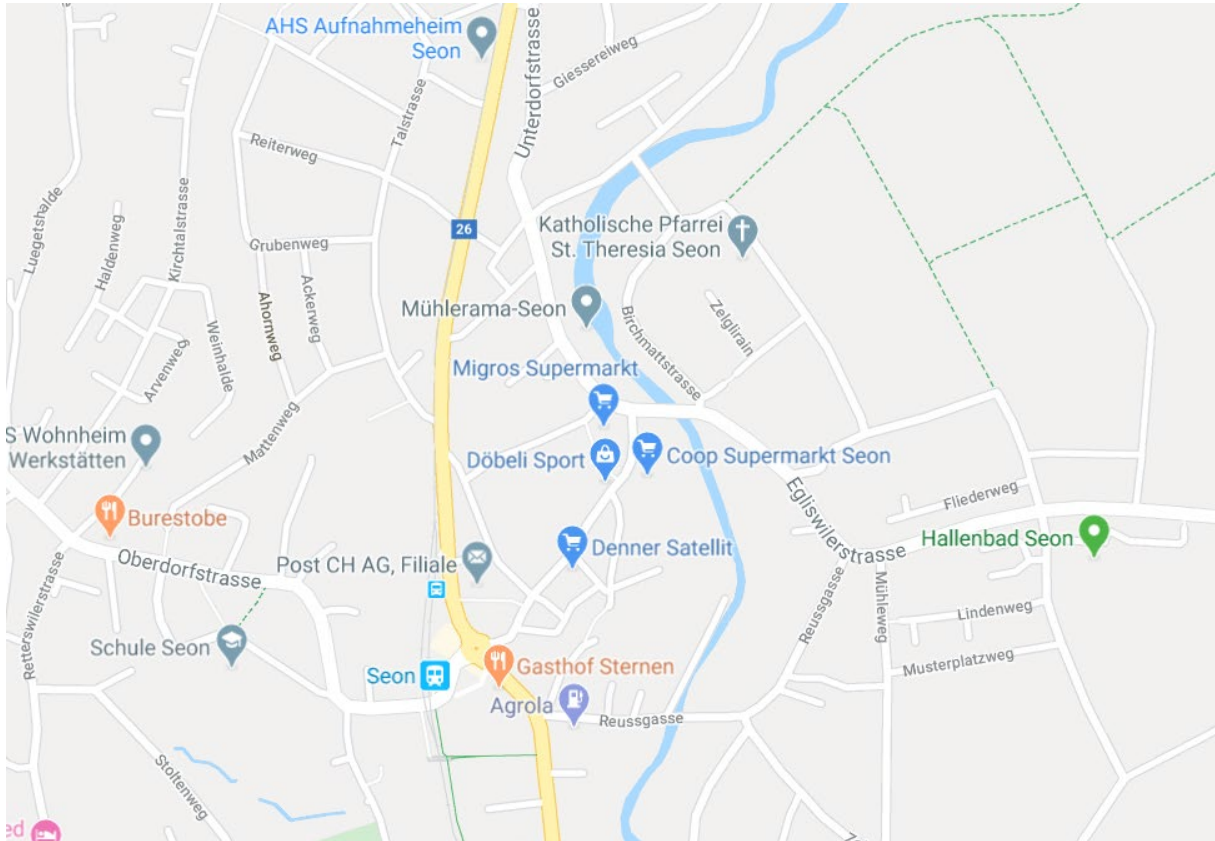 AHS Aufnahmeheim
Seon
Unterdorfstrasse
Giessereiweg
Talstrasse
Reiterweg
Luegetshalde
Haldenweg
Kirchtalstrasse
26
Katholische Pfarrei
St. Theresia Seon
Grubenweg
Ackerweg
Ahornweg
Mühlerama-Seon
Zelglirain
Birchmattstrasse
Weinhalde
Arvenweg
Migros Supermarkt
S Wohnheim
Werkstätten
Mattenweg
Döbeli Sport
Coop Supermarkt Seon
Egliswilerstrasse
Fliederweg
Burestobe
Hallenbad Seon
Oberdorfstrasse
Post CH AG, Filiale
Denner Satellit
Retterswilerstrasse
Reussgasse
Mühleweg
Lindenweg
Schule Seon
Musterplatzweg
Seon
Gasthof Sternen
Agrola
Reussgasse
Stoltenweg
ed